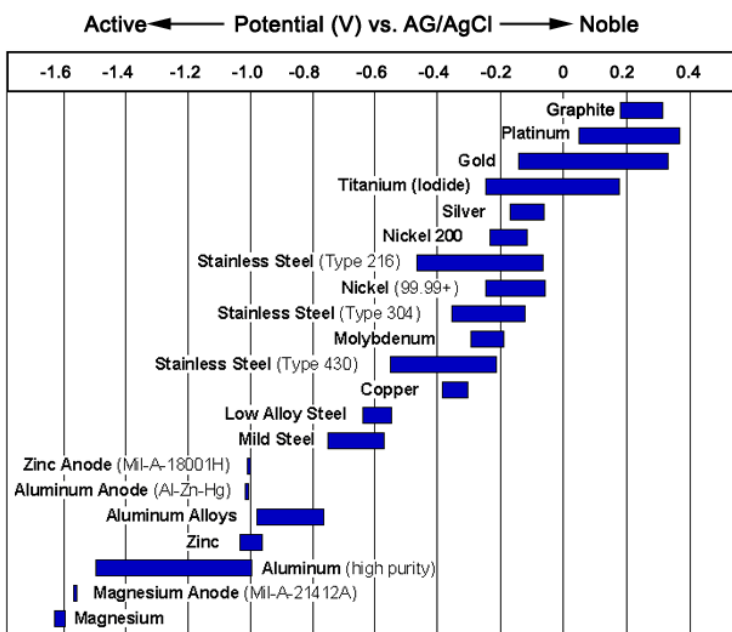 Active Potential (V) vs. AG/AgCl Noble
-1.6 -1.4 -1.2 -1.0 -0.8 -0.6 -0.4 -0.2 0 0.2 0.4
Graphite
Platinum
Gold
Titanium (Iodide)
Silver
Nickel 200
Stainless Steel (Type 216)
Nickel (99.99+)
Stainless Steel (Type 304)
Molybdenum
Stainless Steel (Type 430)
Copper
Low Alloy Steel
Mild Steel
Zinc Anode (Mil-A-18001H)
Aluminum Anode (Al-Zn-Hg)
Aluminum Alloys
Zinc
Aluminum (high purity)
Magnesium Anode (Mil-A-21412A)
Magnesium